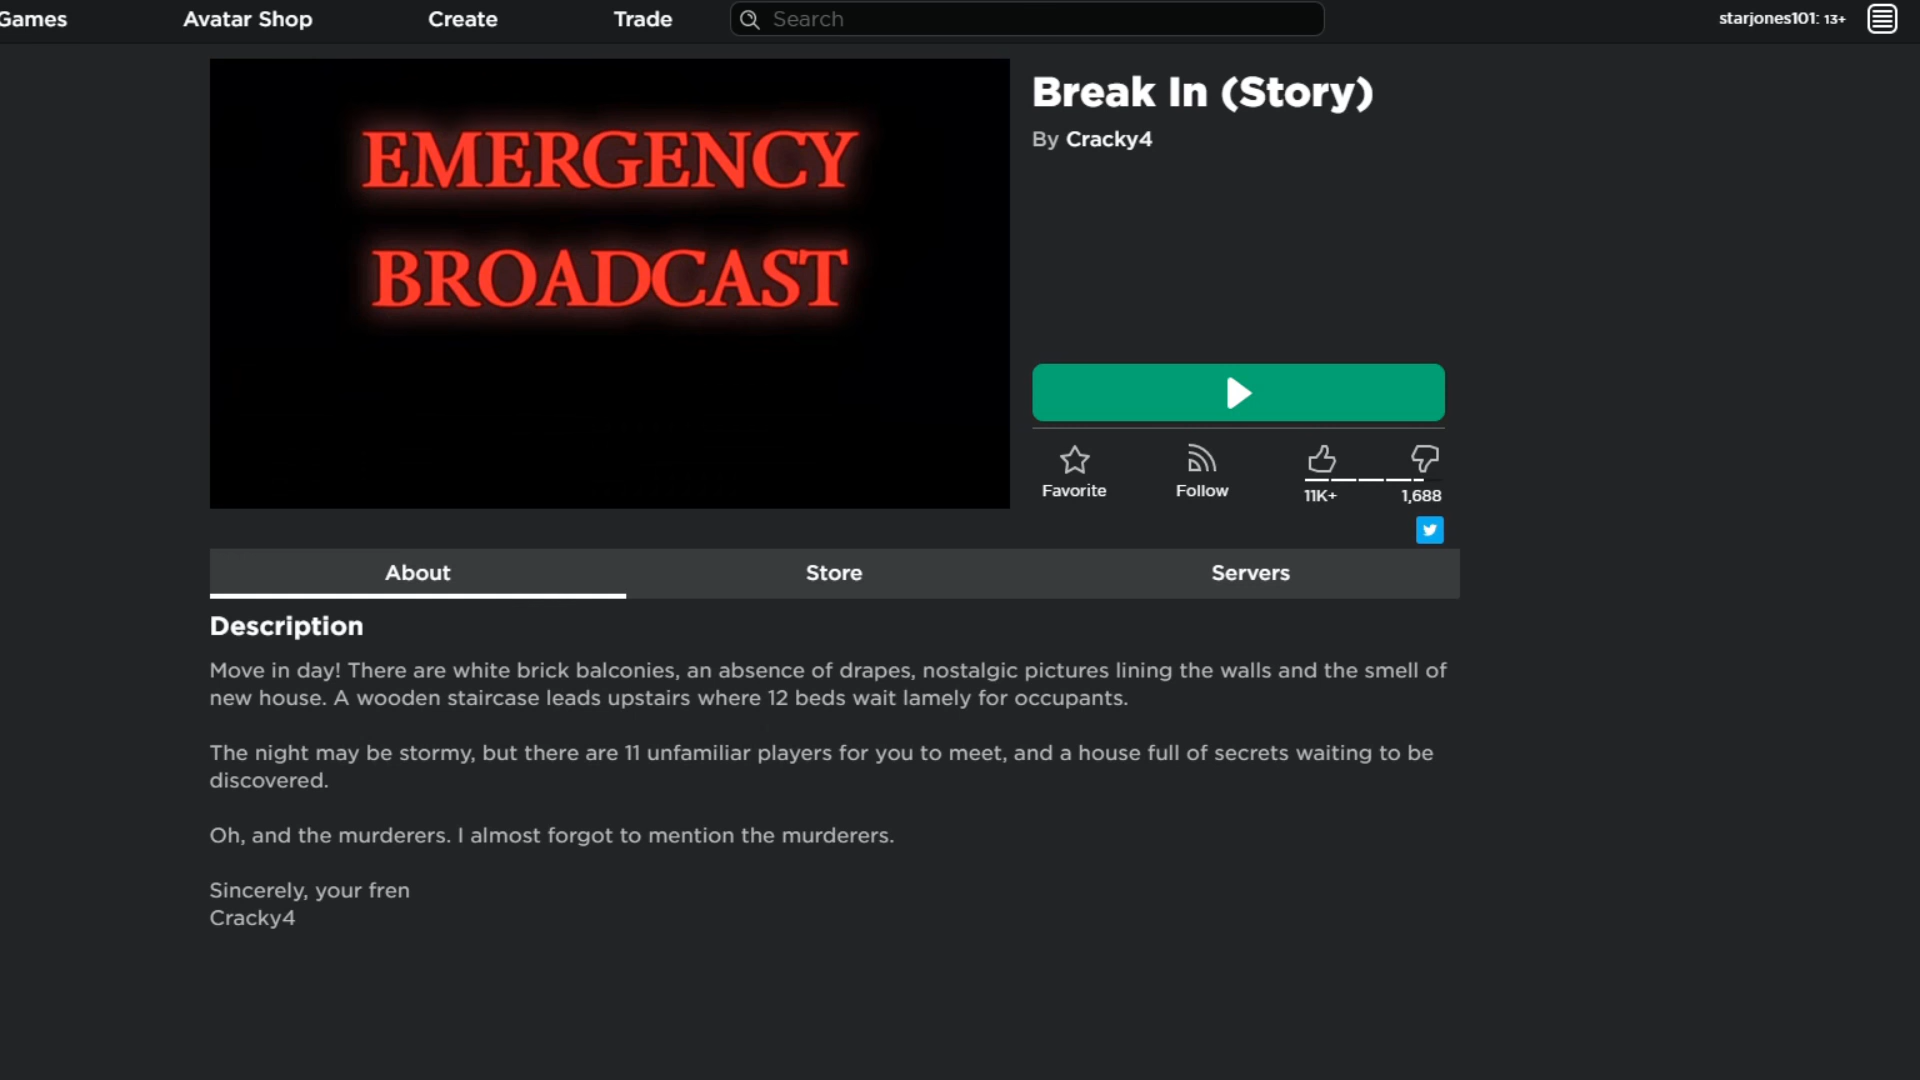 Games Avatar Shop Create Trade Search starjones101: 13+
EMERGENCY
BROADCAST
Break In (Story)
By Cracky4
Favorite Follow 11K+ 1,688
About Store Servers
Description
Move in day! There are white brick balconies, an absence of drapes, nostalgic pictures lining the walls and the smell of
new house. A wooden staircase leads upstairs where 12 beds wait lamely for occupants.
The night may be stormy, but there are 11 unfamiliar players for you to meet, and a house full of secrets waiting to be
discovered.
Oh, and the murderers. I almost forgot to mention the murderers.
Sincerely, your fren
Cracky4